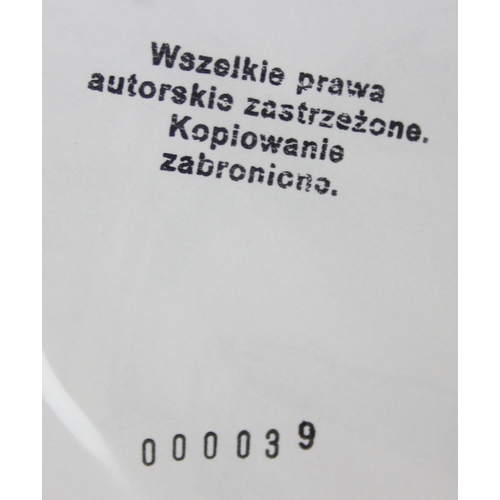 Wszelkie prawa
autorskie zastrzeżone.
Kopiowanie
zabronione.
000039